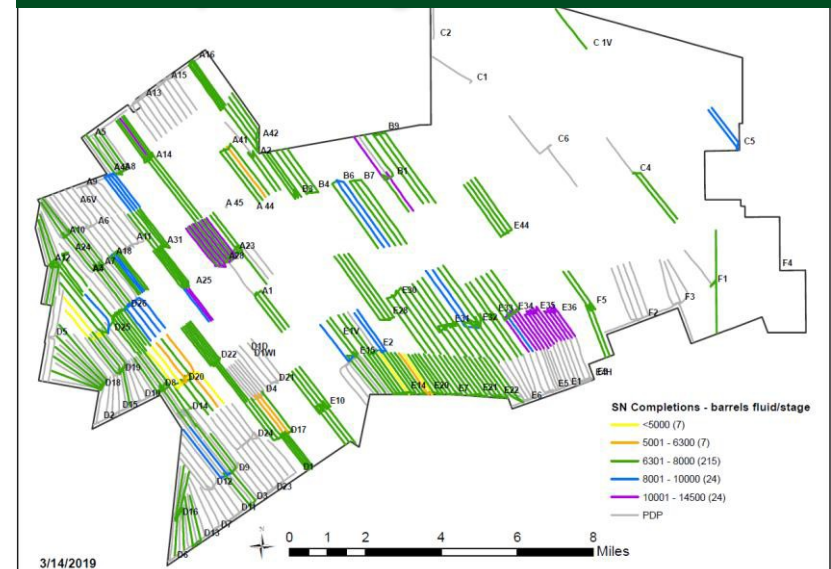 C2
C 1V
C1
A16
A15
A13
C5
A42
B9
A5
A41
A2
C6
A14
A8
B7
B1
C4
A9
B6
B4
B3
A6V
A 45
A 44
A10
A6
E44
A11
A31
A24
A23
A18
A12
A7
A28
F4
A25
A1
F1
D26
E30
F3
D25
E28
E33
E34
E35
E36
F5
F2
E31
E32
D5
E1V
E2
D1D
D1WI
E15
D22
D19
D20
D8
D21
D4
D18
E14
E20
E7
E21
E22
E6
E5
E1
D15
D2
D14
E10
D24
D17
D9
D1
D12
D3
D23
D16
D11
D7
D13
D6
SN Completions - barrels fluid/stage
<5000 (7)
5001 - 6300 (7)
6301 - 8000 (215)
8001 - 10000 (24)
10001 - 14500 (24)
PDP
N
0 1 2 4 6 8
Miles
3/14/2019